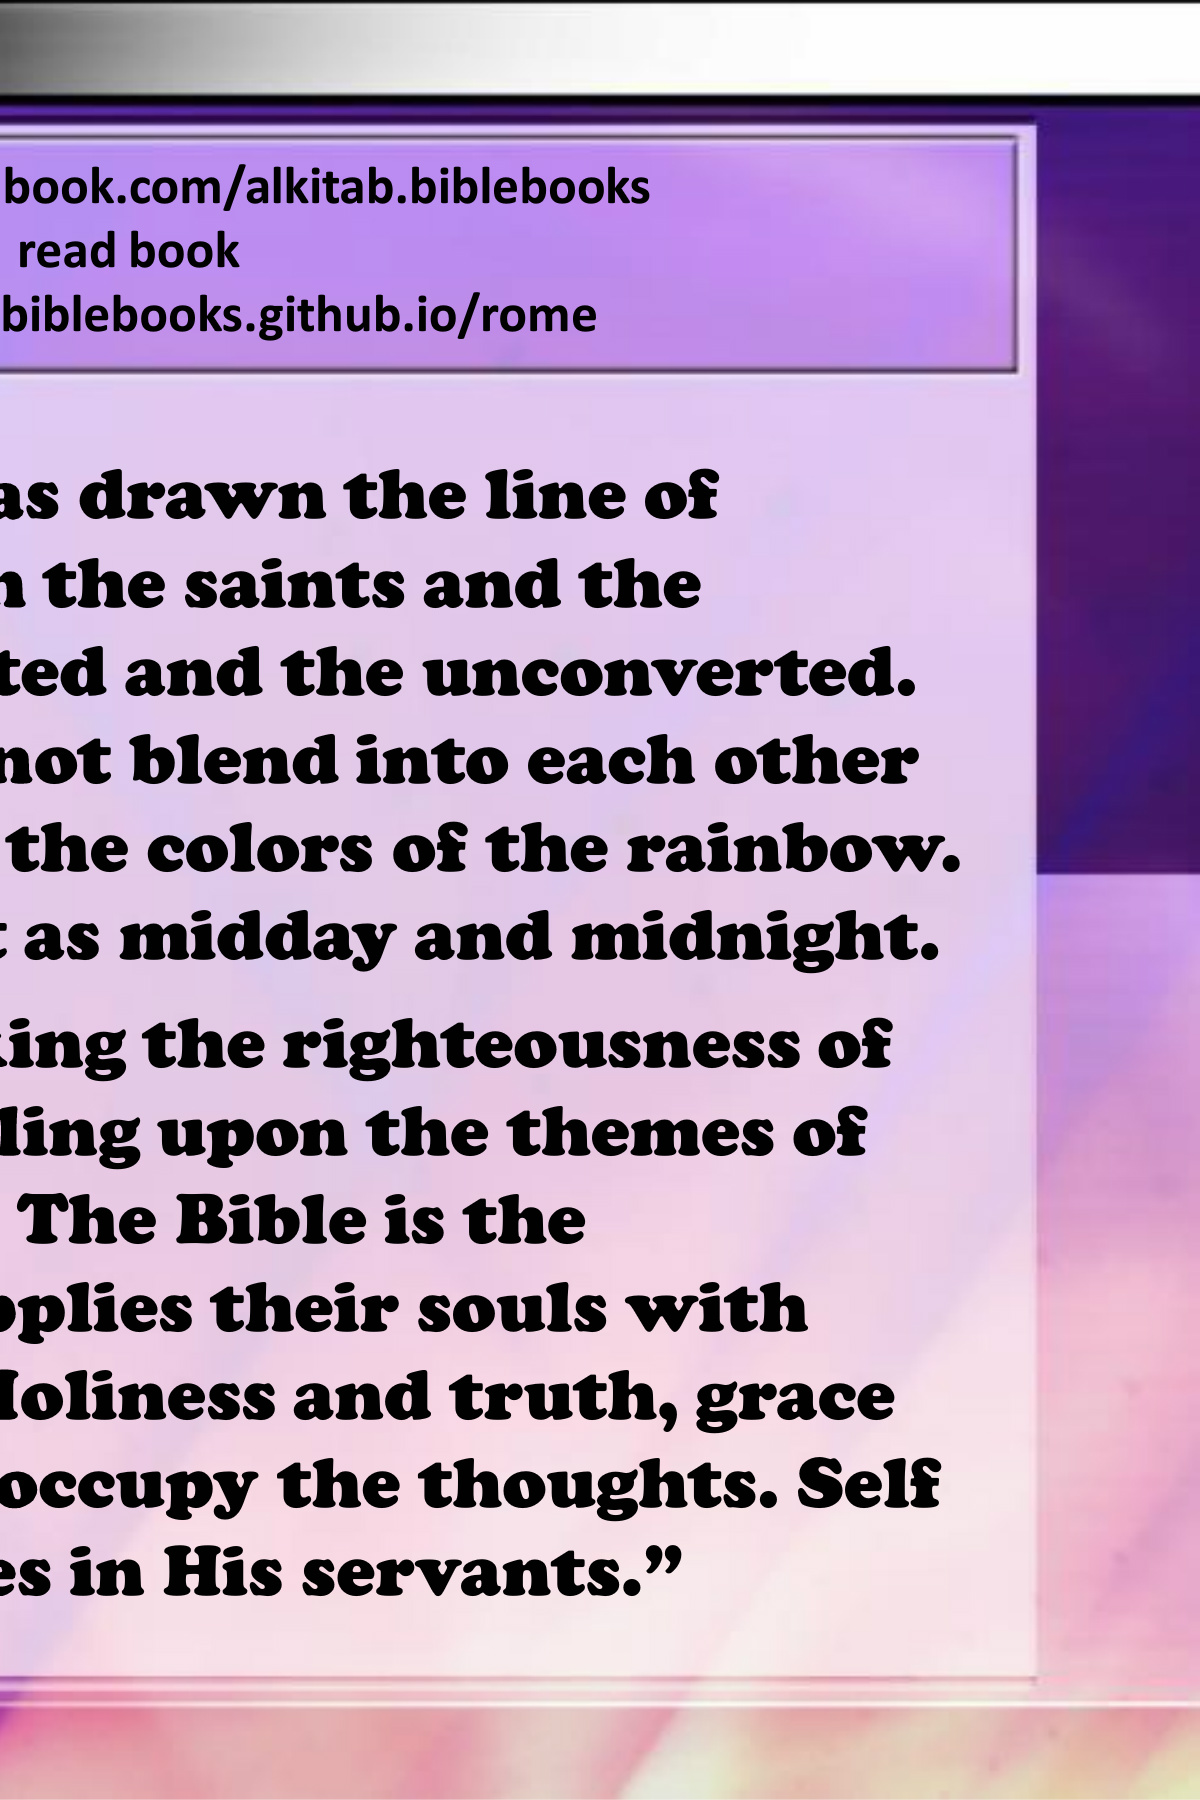 book.com/alkitab.biblebooks
read book
biblebooks.github.io/rome
as drawn the line of
the saints and the
ted and the unconverted.
not blend into each other
the colors of the rainbow.
as midday and midnight.
ing the righteousness of
ling upon the themes of
The Bible is the
pplies their souls with
Holiness and truth, grace
occupy the thoughts. Self
es in His servants.”